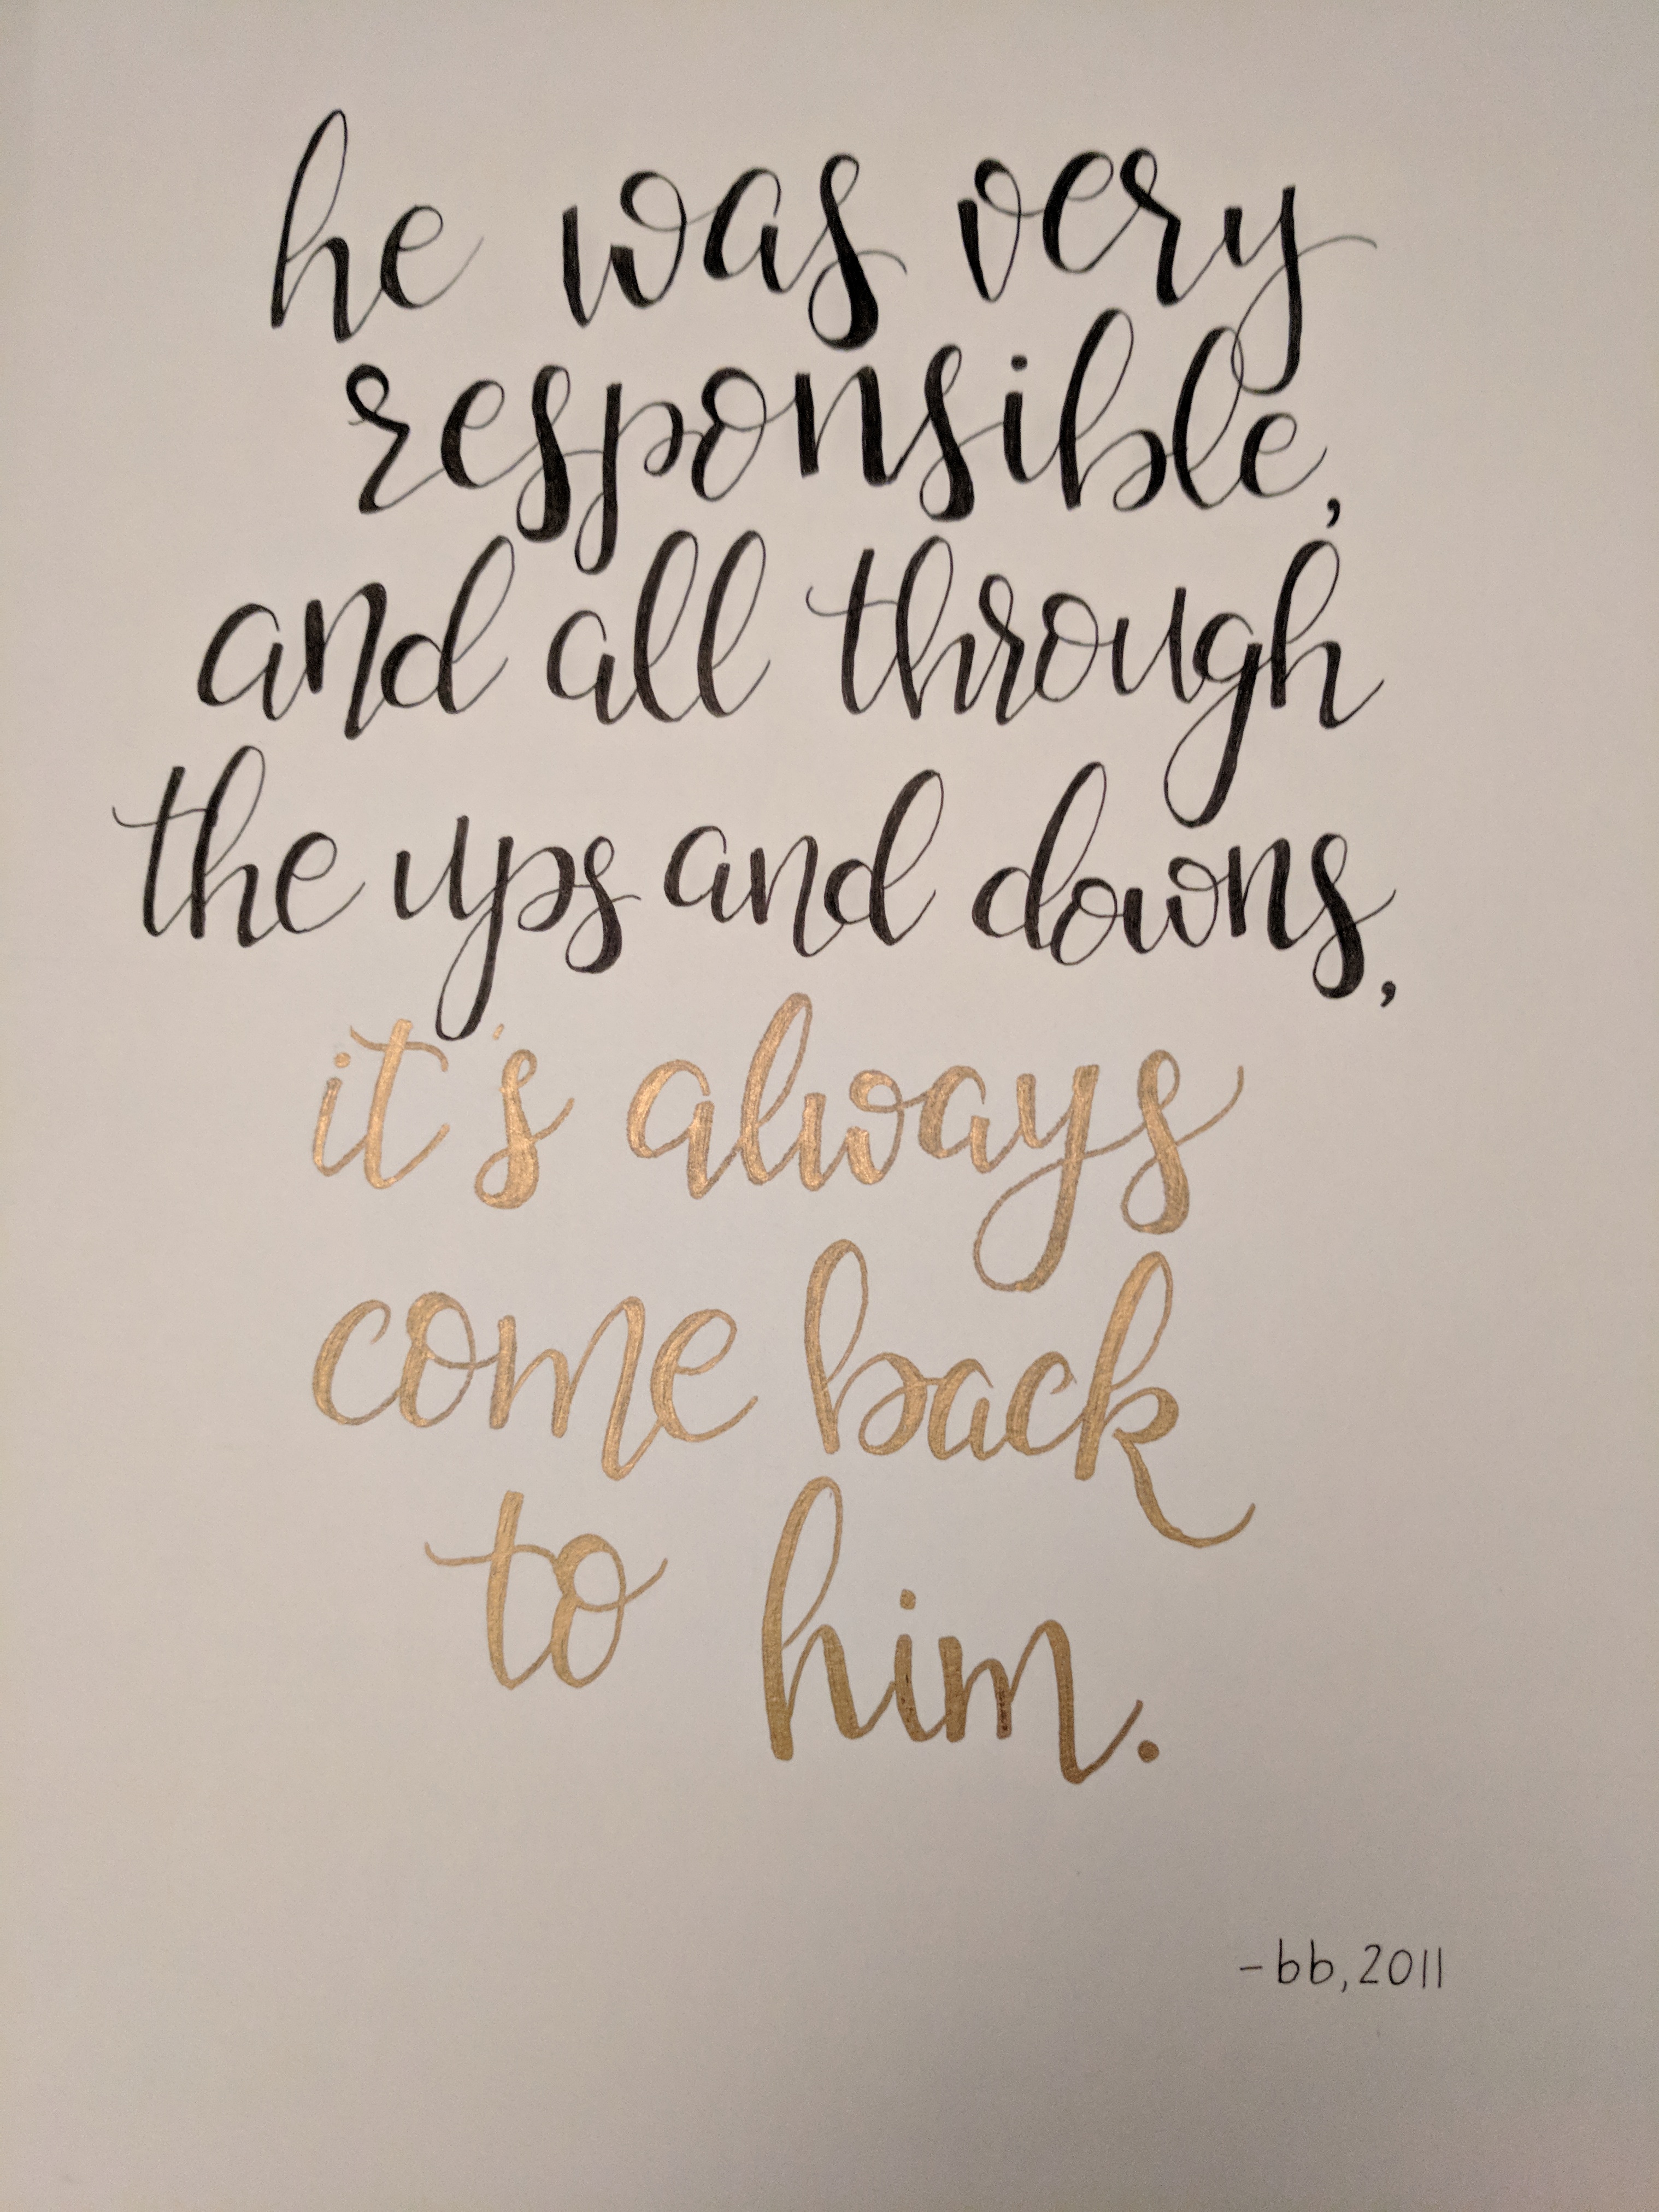 he was very
responsible,
and all through
the ups and downs,
it's always
come back
to him.
-bb, 2011